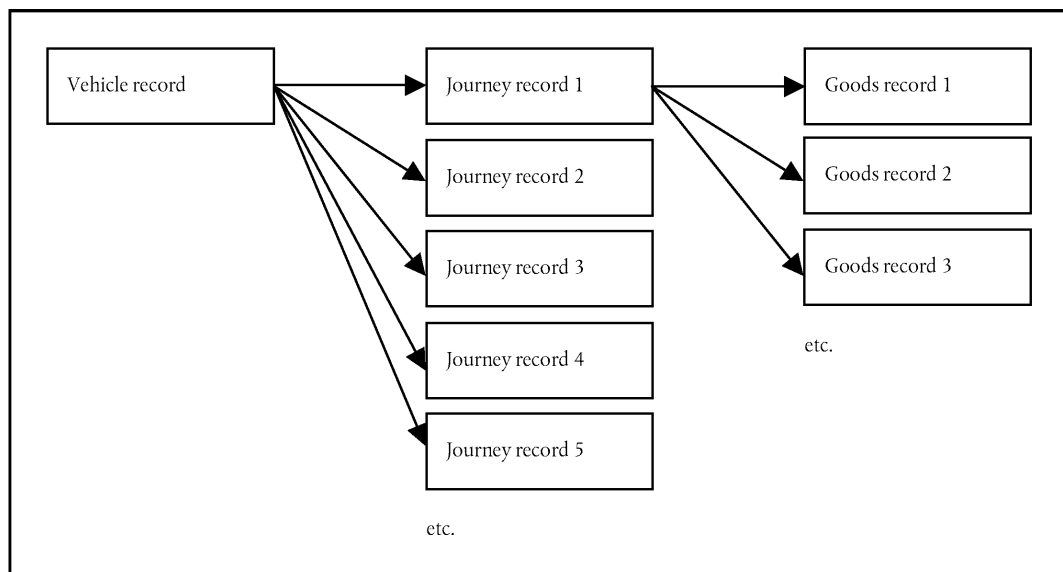 Vehicle record
Journey record 1
Journey record 2
Journey record 3
Journey record 4
Journey record 5
etc.
Goods record 1
Goods record 2
Goods record 3
etc.